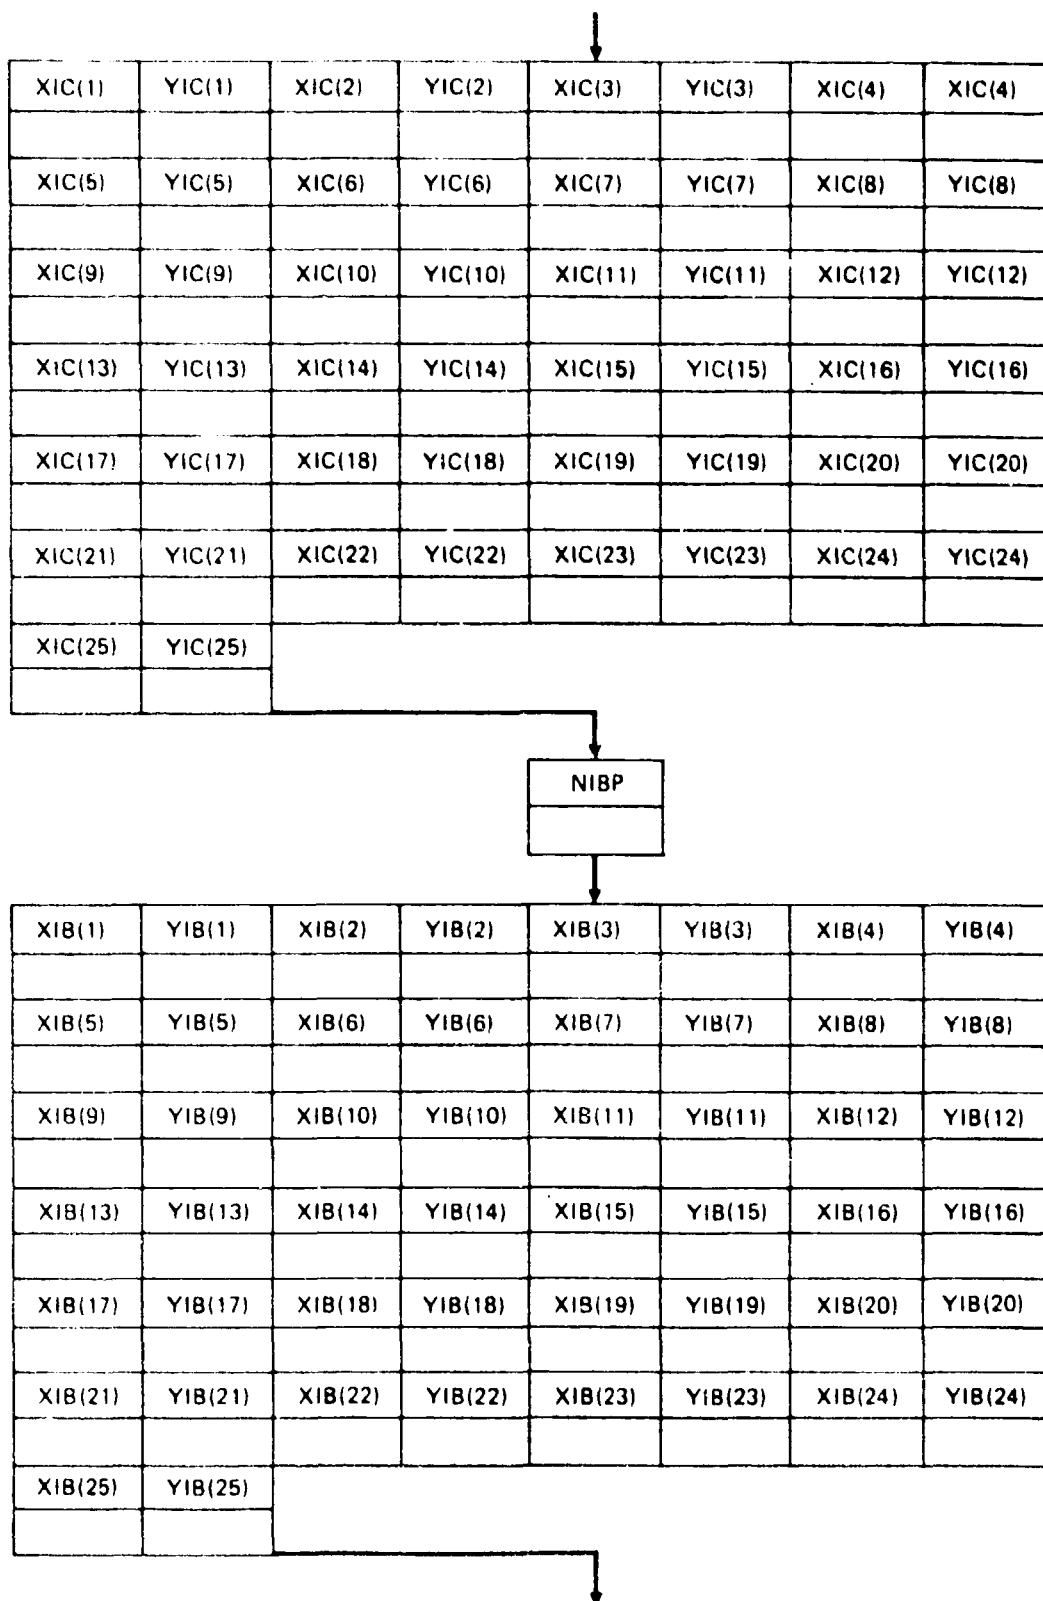 XIC(1) YIC(1) XIC(2) YIC(2) XIC(3) YIC(3) XIC(4) XIC(4)
XIC(5) YIC(5) XIC(6) YIC(6) XIC(7) YIC(7) XIC(8) YIC(8)
XIC(9) YIC(9) XIC(10) YIC(10) XIC(11) YIC(11) XIC(12) YIC(12)
XIC(13) YIC(13) XIC(14) YIC(14) XIC(15) YIC(15) XIC(16) YIC(16)
XIC(17) YIC(17) XIC(18) YIC(18) XIC(19) YIC(19) XIC(20) YIC(20)
XIC(21) YIC(21) XIC(22) YIC(22) XIC(23) YIC(23) XIC(24) YIC(24)
XIC(25) YIC(25)
NIBP
XIB(1) YIB(1) XIB(2) YIB(2) XIB(3) YIB(3) XIB(4) YIB(4)
XIB(5) YIB(5) XIB(6) YIB(6) XIB(7) YIB(7) XIB(8) YIB(8)
XIB(9) YIB(9) XIB(10) YIB(10) XIB(11) YIB(11) XIB(12) YIB(12)
XIB(13) YIB(13) XIB(14) YIB(14) XIB(15) YIB(15) XIB(16) YIB(16)
XIB(17) YIB(17) XIB(18) YIB(18) XIB(19) YIB(19) XIB(20) YIB(20)
XIB(21) YIB(21) XIB(22) YIB(22) XIB(23) YIB(23) XIB(24) YIB(24)
XIB(25) YIB(25)